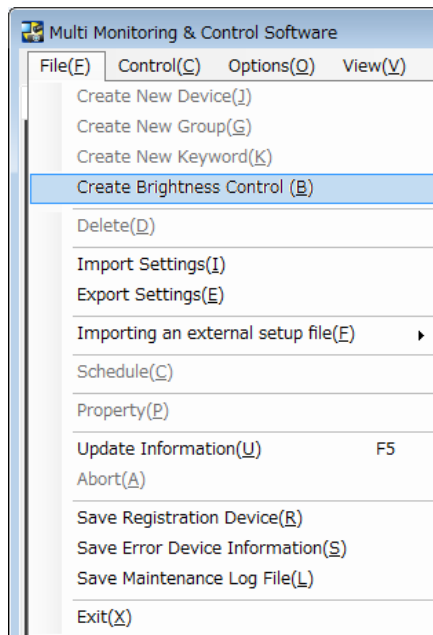 Multi Monitoring & Control Software
File(F) Control(C) Options(O) View(V)
Create New Device(J)
Create New Group(G)
Create New Keyword(K)
Create Brightness Control (B)
Delete(D)
Import Settings(I)
Export Settings(E)
Importing an external setup file(F)
Schedule(C)
Property(P)
Update Information(U) F5
Abort(A)
Save Registration Device(R)
Save Error Device Information(S)
Save Maintenance Log File(L)
Exit(X)